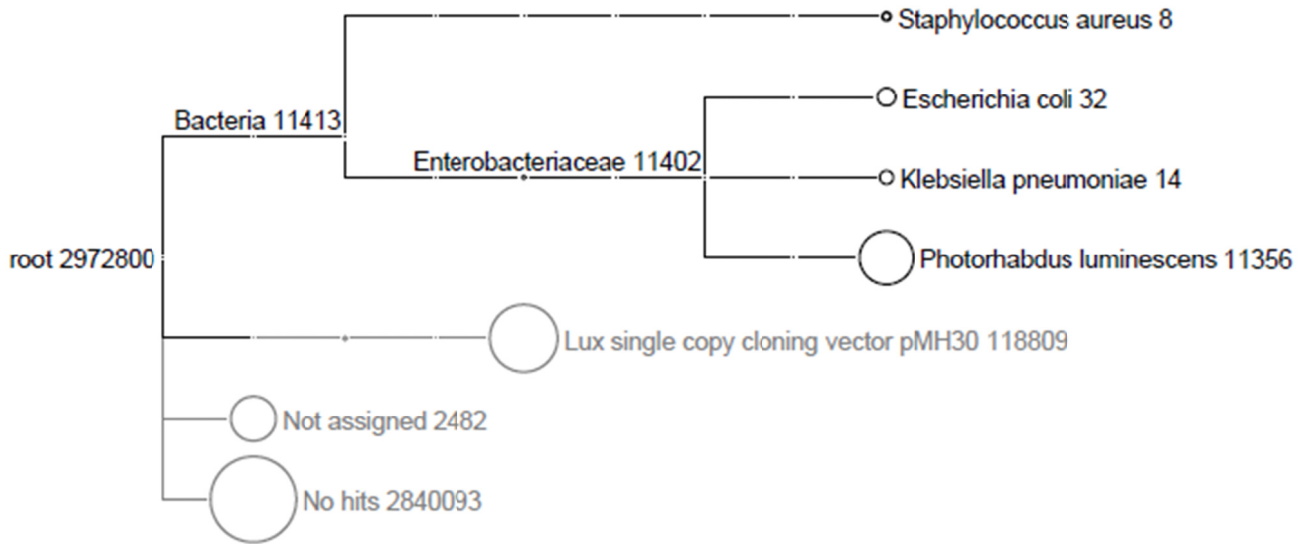 Staphylococcus aureus 8
Escherichia coli 32
Bacteria 11413
Enterobacteriaceae 11402
Klebsiella pneumoniae 14
root 2972800
Photorhabdus luminescens 11356
Lux single copy cloning vector pMH30 118809
Not assigned 2482
No hits 2840093